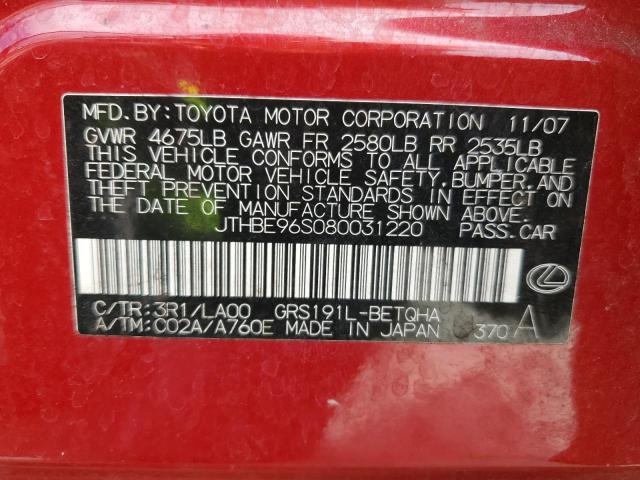 MFD.BY:TOYOTA MOTOR CORPORATION 11/07
GVWR 4675LB GAWR FR 2580LB RR 2535LB
THIS VEHICLE CONFORMS TO ALL APPLICABLE
FEDERAL MOTOR VEHICLE SAFETY,BUMPER,AND
THEFT PREVENTION STANDARDS IN EFFECT ON
THE DATE OF MANUFACTURE SHOWN ABOVE.
JTHBE96S080031220 PASS.CAR
C/TR:3R1/LA00 GRS191L-BETQHA
A/TM:C02A/A760E MADE IN JAPAN 370 A